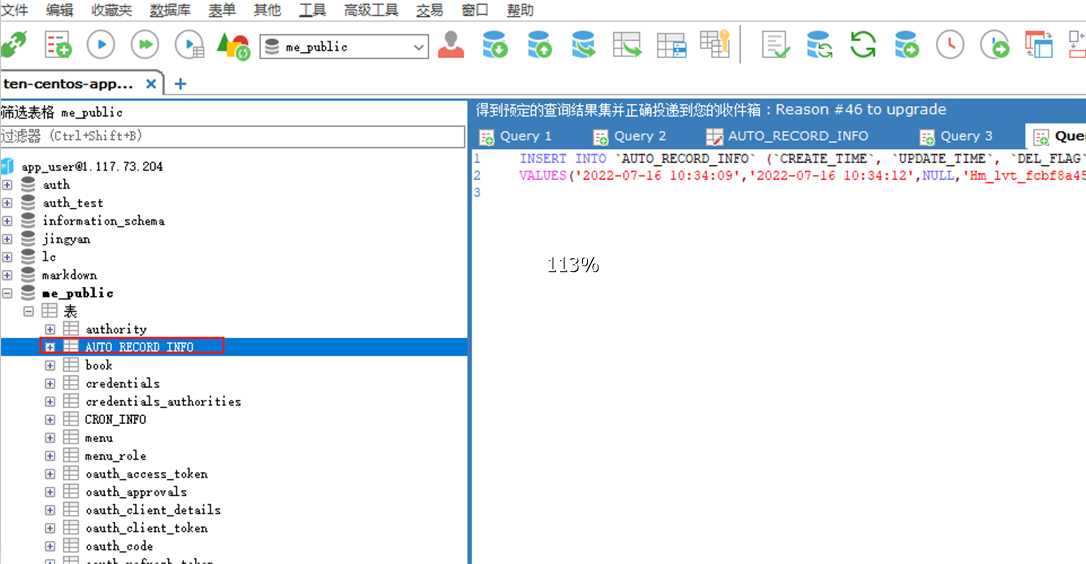 文件 编辑 收藏夹 数据库 表单 其他 工具 高级工具 交易 窗口 帮助
me_public
ten-centos-app... × +
筛选表格 me_public
过滤器 (Ctrl+Shift+B)
app_user@1.117.73.204
auth
auth_test
information_schema
jingyan
lc
markdown
me_public
表
authority
AUTO_RECORD_INFO
book
credentials
credentials_authorities
CRON_INFO
menu
menu_role
oauth_access_token
oauth_approvals
oauth_client_details
oauth_client_token
oauth_code
oauth_refresh_token
得到预定的查询结果集并正确投递到您的收件箱：Reason #46 to upgrade
Query 1 Query 2 AUTO_RECORD_INFO Query 3 Que
1 INSERT INTO `AUTO_RECORD_INFO` (`CREATE_TIME`, `UPDATE_TIME`, `DEL_FLAG`
2 VALUES('2022-07-16 10:34:09','2022-07-16 10:34:12',NULL,'Hm_lvt_fcbf8a45
3
113%